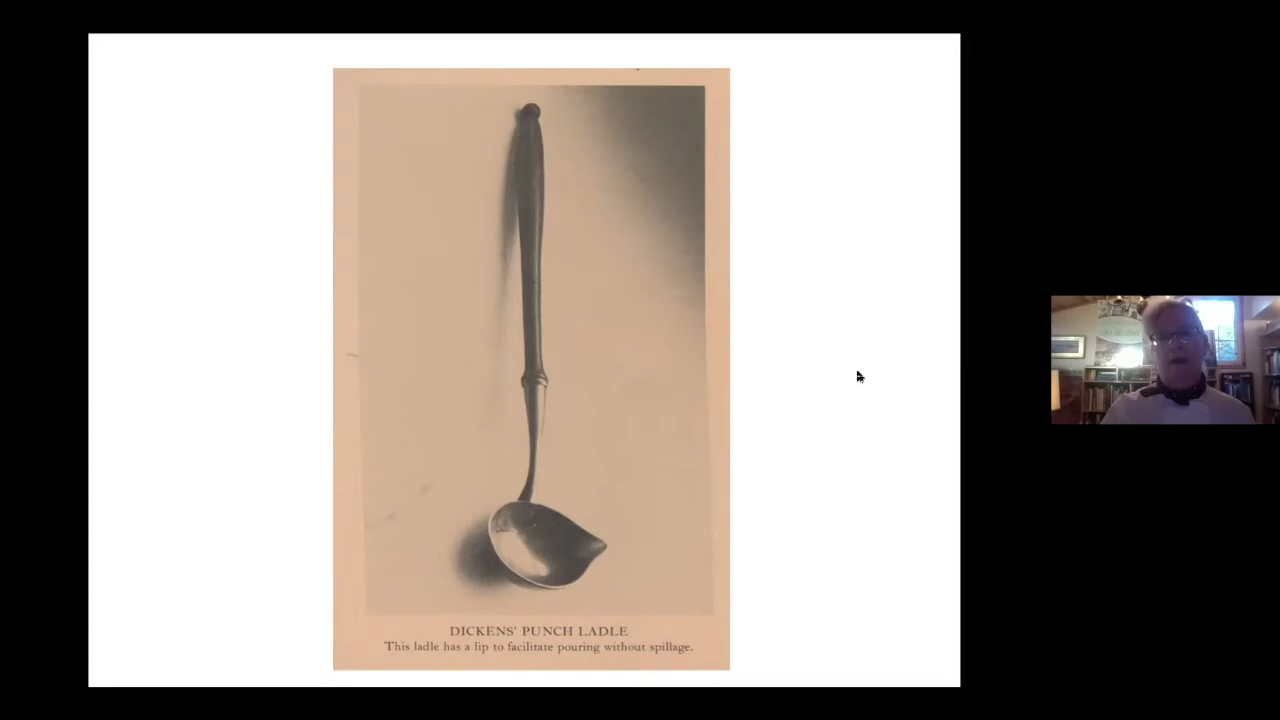 DICKENS' PUNCH LADLE
This ladle has a lip to facilitate pouring without spillage.